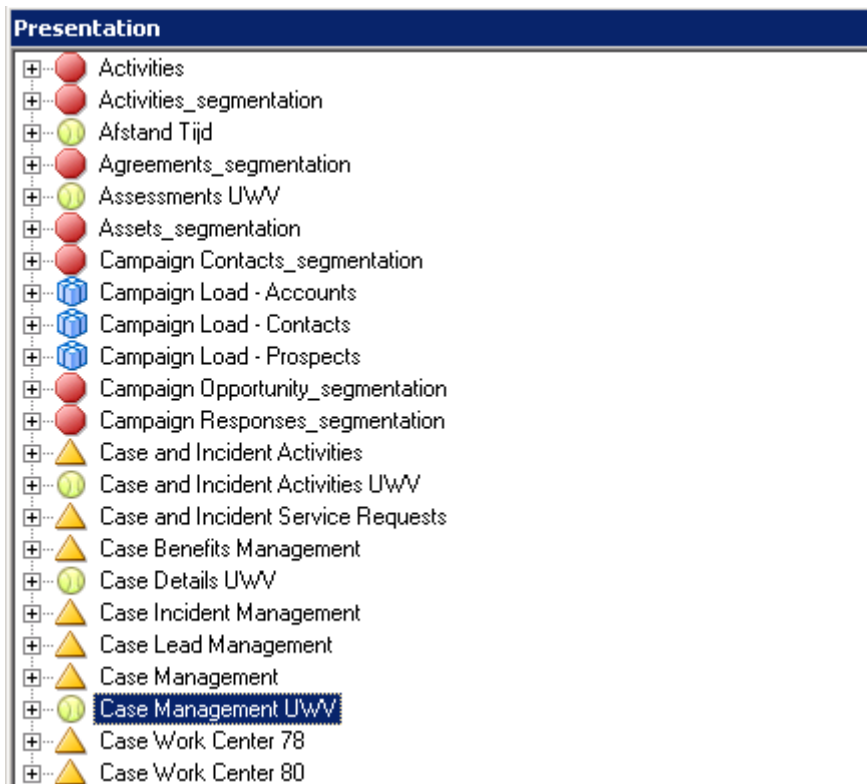 Presentation
Activities
Activities_segmentation
Afstand Tijd
Agreements_segmentation
Assessments UWV
Assets_segmentation
Campaign Contacts_segmentation
Campaign Load - Accounts
Campaign Load - Contacts
Campaign Load - Prospects
Campaign Opportunity_segmentation
Campaign Responses_segmentation
Case and Incident Activities
Case and Incident Activities UWV
Case and Incident Service Requests
Case Benefits Management
Case Details UWV
Case Incident Management
Case Lead Management
Case Management
Case Management UWV
Case Work Center 78
Case Work Center 80